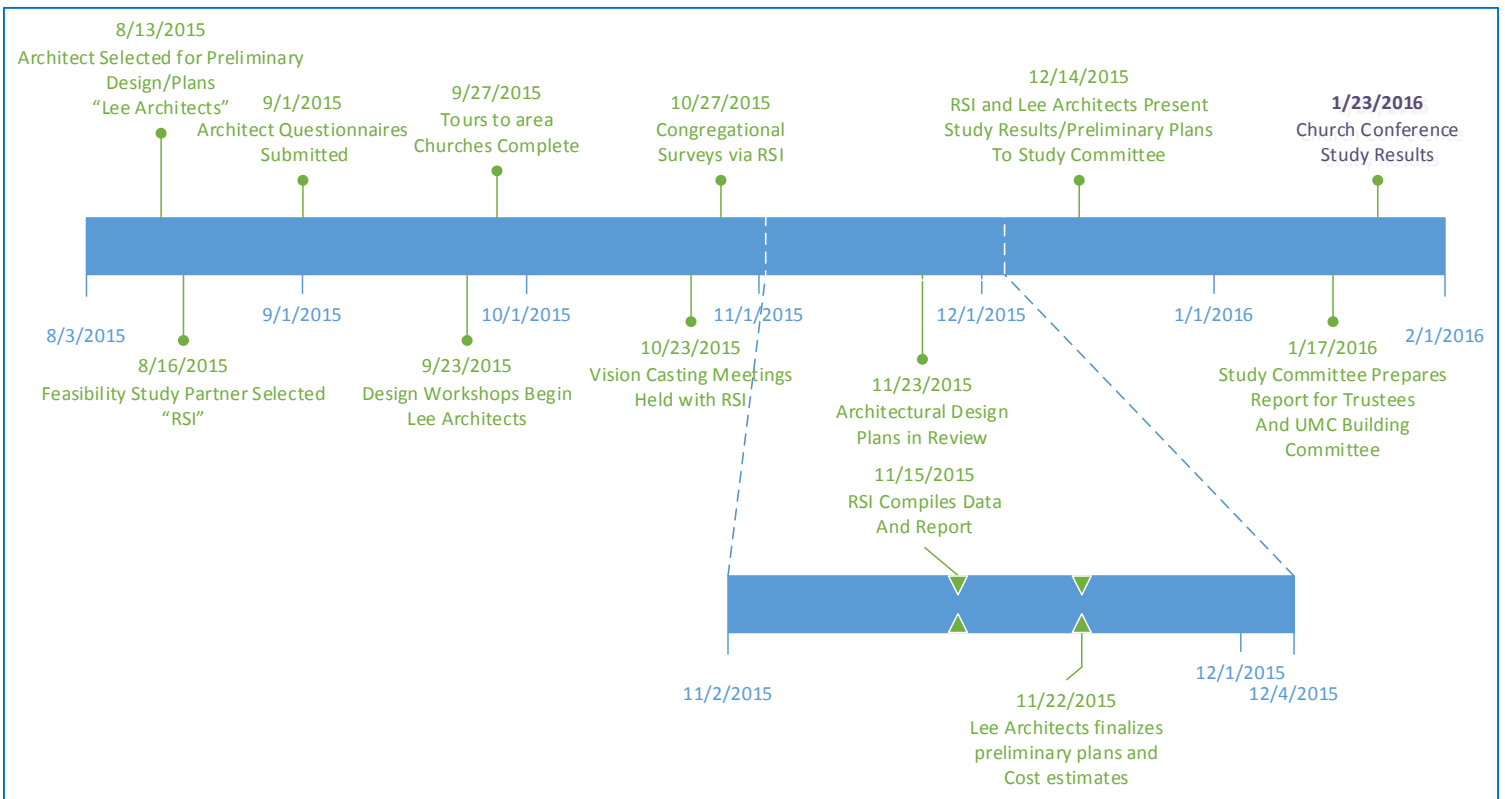 8/13/2015
Architect Selected for Preliminary
Design/Plans
“Lee Architects”
9/1/2015
Architect Questionnaires
Submitted
9/27/2015
Tours to area
Churches Complete
10/27/2015
Congregational
Surveys via RSI
12/14/2015
RSI and Lee Architects Present
Study Results/Preliminary Plans
To Study Committee
1/23/2016
Church Conference
Study Results
8/3/2015
9/1/2015
10/1/2015
11/1/2015
12/1/2015
1/1/2016
2/1/2016
8/16/2015
Feasibility Study Partner Selected
“RSI”
9/23/2015
Design Workshops Begin
Lee Architects
10/23/2015
Vision Casting Meetings
Held with RSI
11/23/2015
Architectural Design
Plans in Review
1/17/2016
Study Committee Prepares
Report for Trustees
And UMC Building
Committee
11/15/2015
RSI Compiles Data
And Report
11/2/2015
12/1/2015
12/4/2015
11/22/2015
Lee Architects finalizes
preliminary plans and
Cost estimates